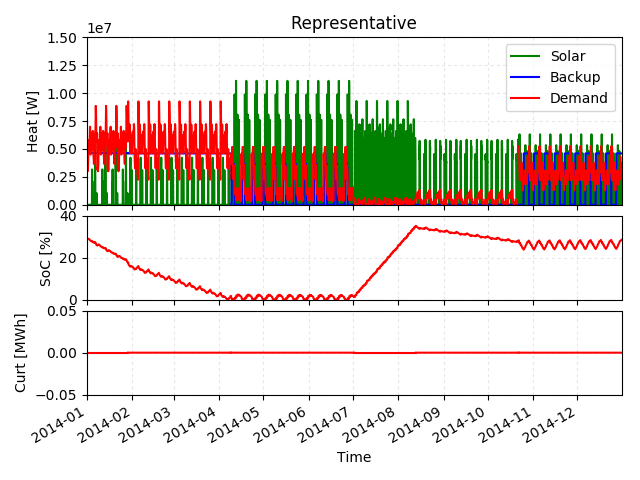 Representative
1e7
1.50
1.25
1.00
0.75
0.50
0.25
0.00
Heat [W]
Solar
Backup
Demand
40
20
0
SoC [%]
0.05
0.00
−0.05
Curt [MWh]
2014-01
2014-02
2014-03
2014-04
2014-05
2014-06
2014-07
2014-08
2014-09
2014-10
2014-11
2014-12
Time